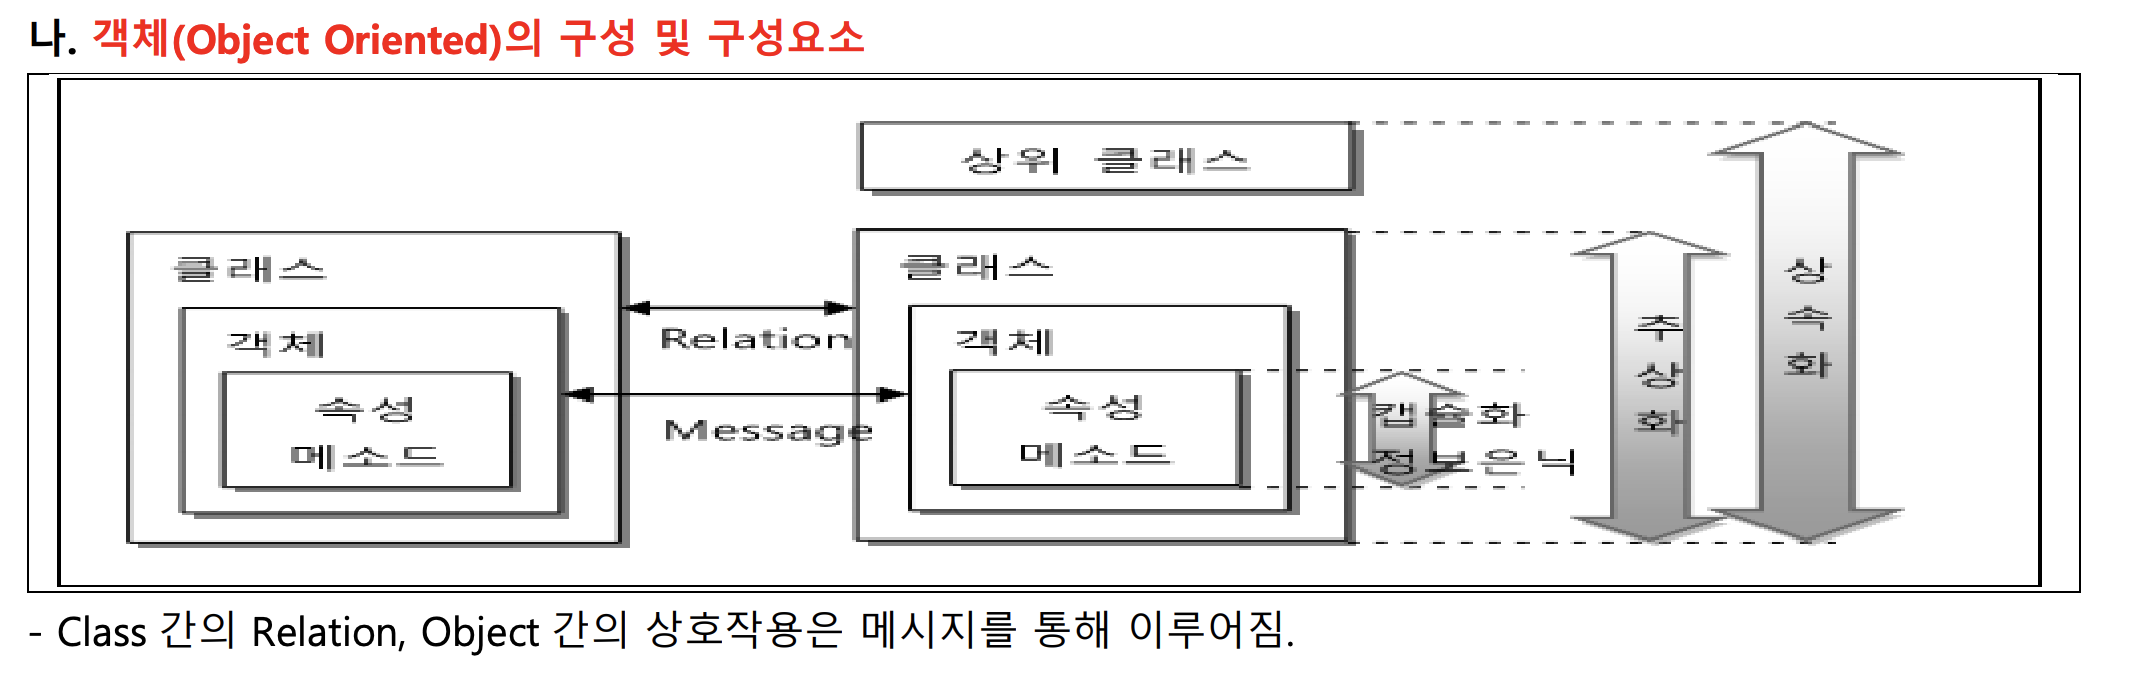 나. 객체(Object Oriented)의 구성 및 구성요소
상위 클래스
클래스
객체
속성
메소드
Relation
Message
클래스
객체
속성
메소드
캡슐화
정보은닉
추상화
상속화
- Class 간의 Relation, Object 간의 상호작용은 메시지를 통해 이루어짐.